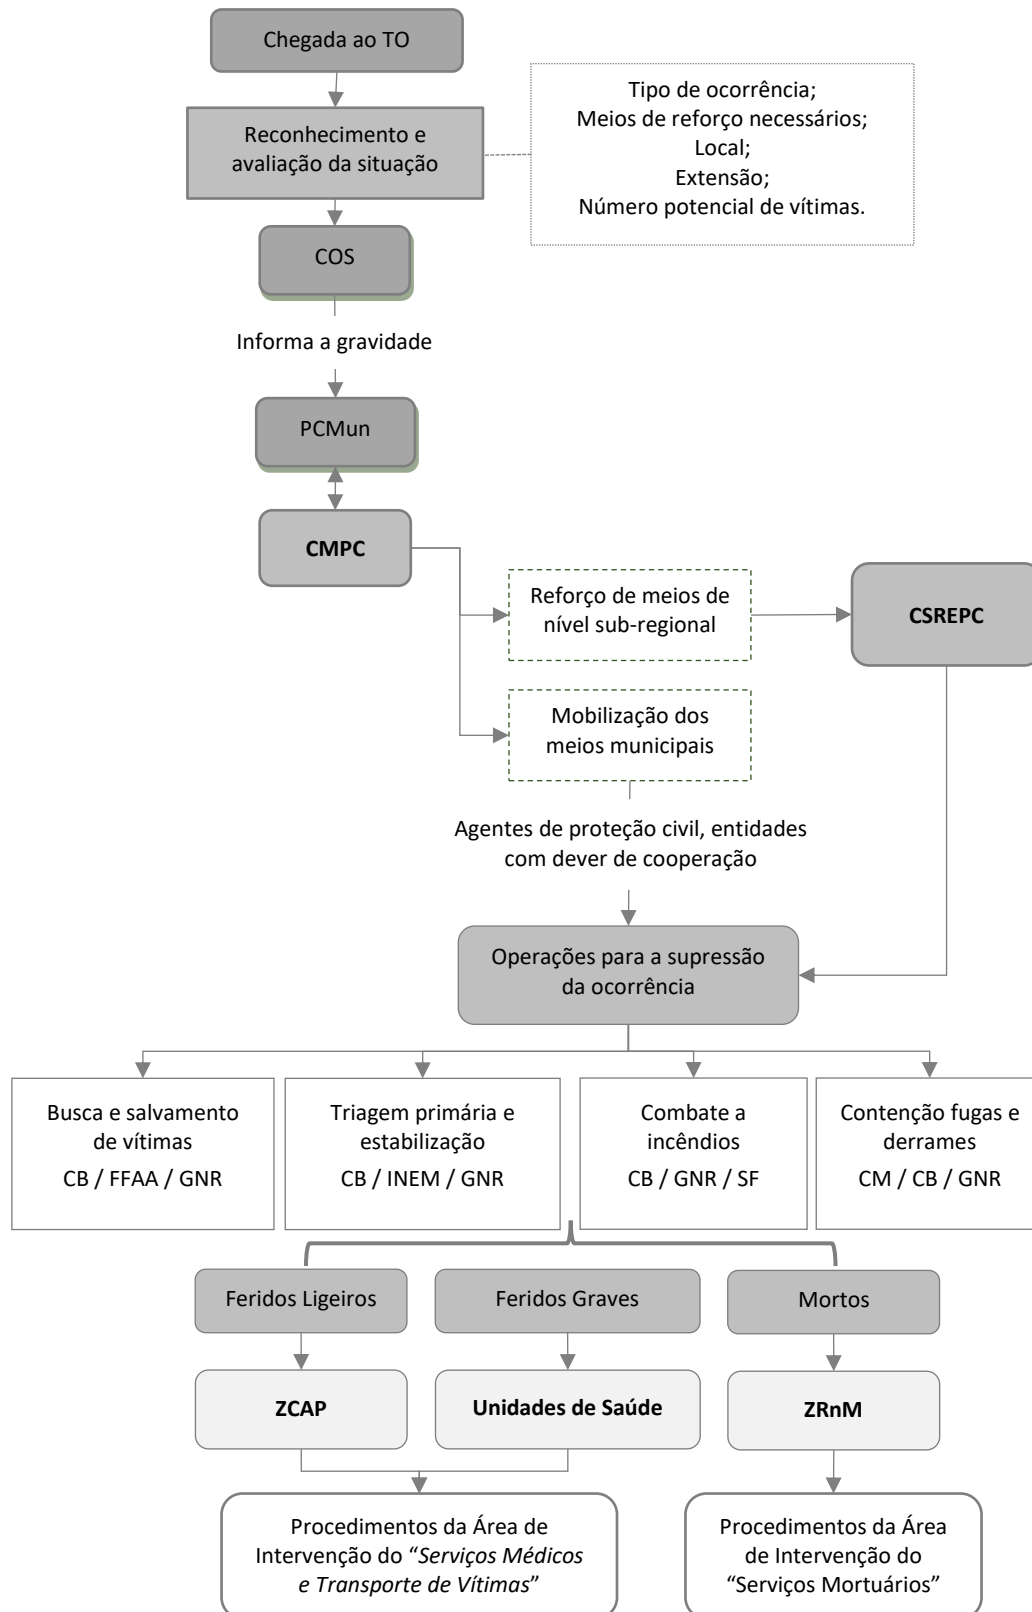 Chegada ao TO
Reconhecimento e
avaliação da situação
Tipo de ocorrência;
Meios de reforço necessários;
Local;
Extensão;
Número potencial de vítimas.
COS
Informa a gravidade
PCMun
CMPC
Reforço de meios de
nível sub-regional
CSREPC
Mobilização dos
meios municipais
Agentes de proteção civil, entidades
com dever de cooperação
Operações para a supressão
da ocorrência
Busca e salvamento
de vítimas
CB / FFAA / GNR
Triagem primária e
estabilização
CB / INEM / GNR
Combate a
incêndios
CB / GNR / SF
Contenção fugas e
derrames
CM / CB / GNR
Feridos Ligeiros
Feridos Graves
Mortos
ZCAP
Unidades de Saúde
ZRnM
Procedimentos da Área de
Intervenção do “Serviços Médicos
e Transporte de Vítimas”
Procedimentos da Área
de Intervenção do
“Serviços Mortuários”